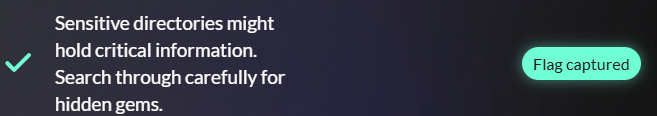 Sensitive directories might
hold critical information.
Search through carefully for
hidden gems.
Flag captured